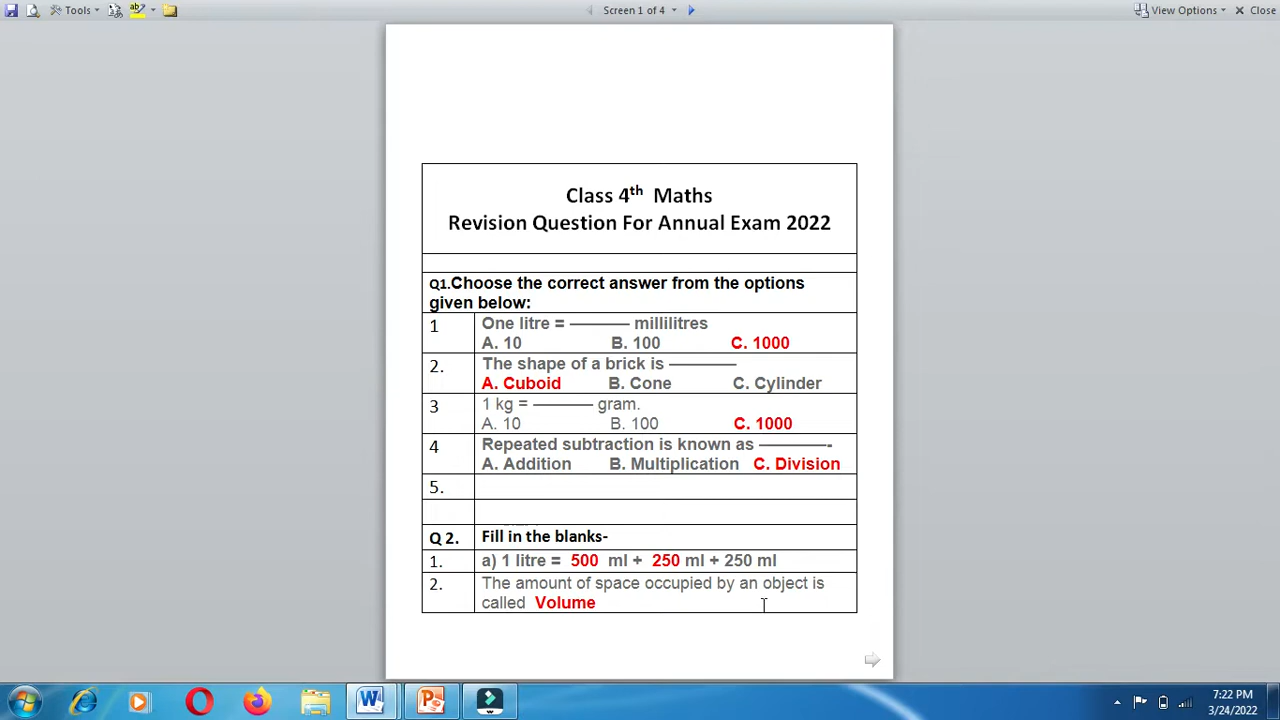 Tools
Screen 1 of 4
View Options
Close
Class 4th Maths
Revision Question For Annual Exam 2022
Q1.Choose the correct answer from the options
given below:
1 One litre = ———— millilitres
A. 10 B. 100 C. 1000
2. The shape of a brick is ————
A. Cuboid B. Cone C. Cylinder
3 1 kg = ———— gram.
A. 10 B. 100 C. 1000
4 Repeated subtraction is known as ————-
A. Addition B. Multiplication C. Division
5.
Q 2. Fill in the blanks-
1. a) 1 litre = 500 ml + 250 ml + 250 ml
2. The amount of space occupied by an object is
called Volume
7:22 PM
3/24/2022